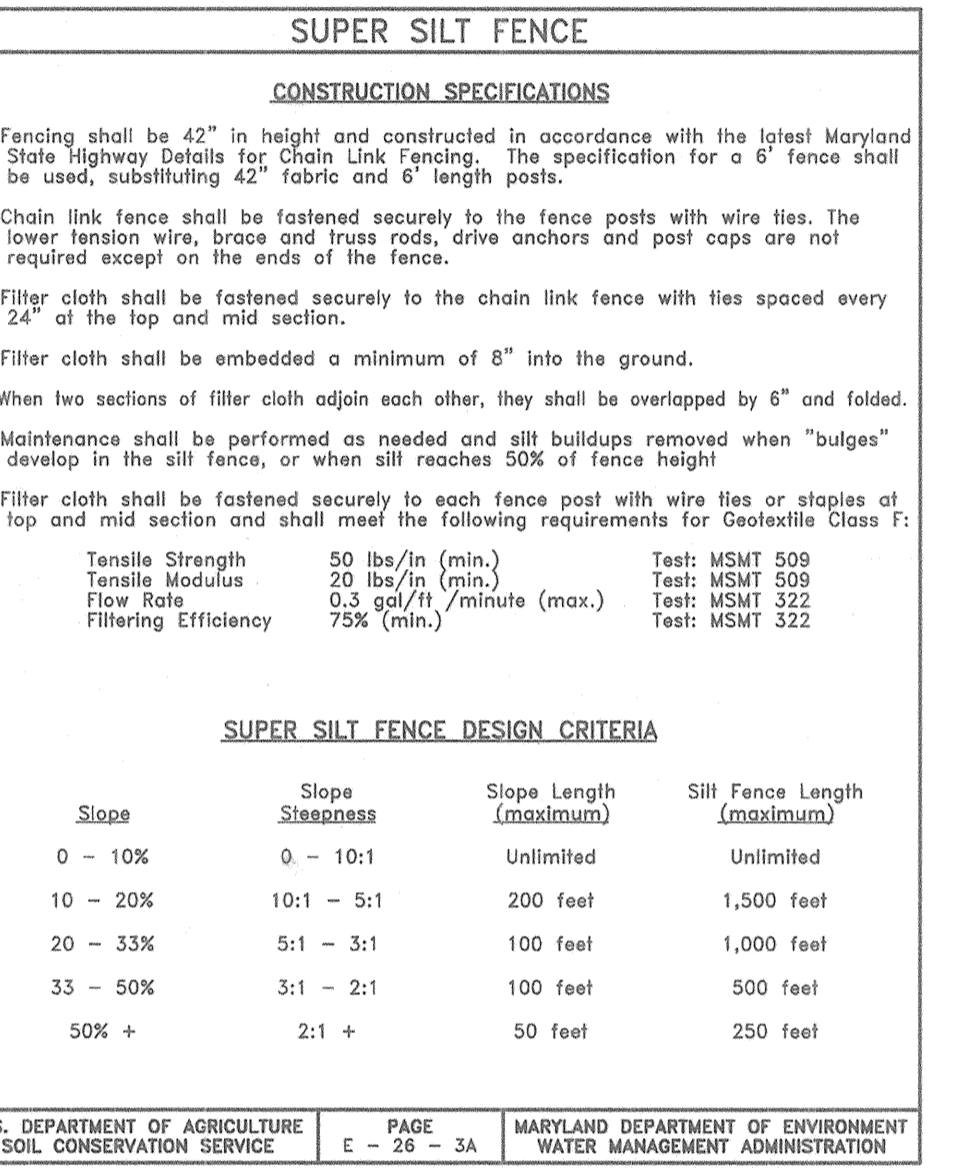 SUPER SILT FENCE
CONSTRUCTION SPECIFICATIONS
Fencing shall be 42" in height and constructed in accordance with the latest Maryland
State Highway Details for Chain Link Fencing. The specification for a 6' fence shall
be used, substituting 42" fabric and 6' length posts.
Chain link fence shall be fastened securely to the fence posts with wire ties. The
lower tension wire, brace and truss rods, drive anchors and post caps are not
required except on the ends of the fence.
Filter cloth shall be fastened securely to the chain link fence with ties spaced every
24" at the top and mid section.
Filter cloth shall be embedded a minimum of 8" into the ground.
When two sections of filter cloth adjoin each other, they shall be overlapped by 6" and folded.
Maintenance shall be performed as needed and silt buildups removed when "bulges"
develop in the silt fence, or when silt reaches 50% of fence height
Filter cloth shall be fastened securely to each fence post with wire ties or staples at
top and mid section and shall meet the following requirements for Geotextile Class F:
Tensile Strength 50 lbs/in (min.) Test: MSMT 509
Tensile Modulus 20 lbs/in (min.) Test: MSMT 509
Flow Rate 0.3 gal/ft /minute (max.) Test: MSMT 322
Filtering Efficiency 75% (min.) Test: MSMT 322
SUPER SILT FENCE DESIGN CRITERIA
Slope Slope Length Silt Fence Length
Slope Steepness (maximum) (maximum)
0 – 10% 0 – 10:1 Unlimited Unlimited
10 – 20% 10:1 – 5:1 200 feet 1,500 feet
20 – 33% 5:1 – 3:1 100 feet 1,000 feet
33 – 50% 3:1 – 2:1 100 feet 500 feet
50% + 2:1 + 50 feet 250 feet
S. DEPARTMENT OF AGRICULTURE PAGE MARYLAND DEPARTMENT OF ENVIRONMENT
SOIL CONSERVATION SERVICE E – 26 – 3A WATER MANAGEMENT ADMINISTRATION